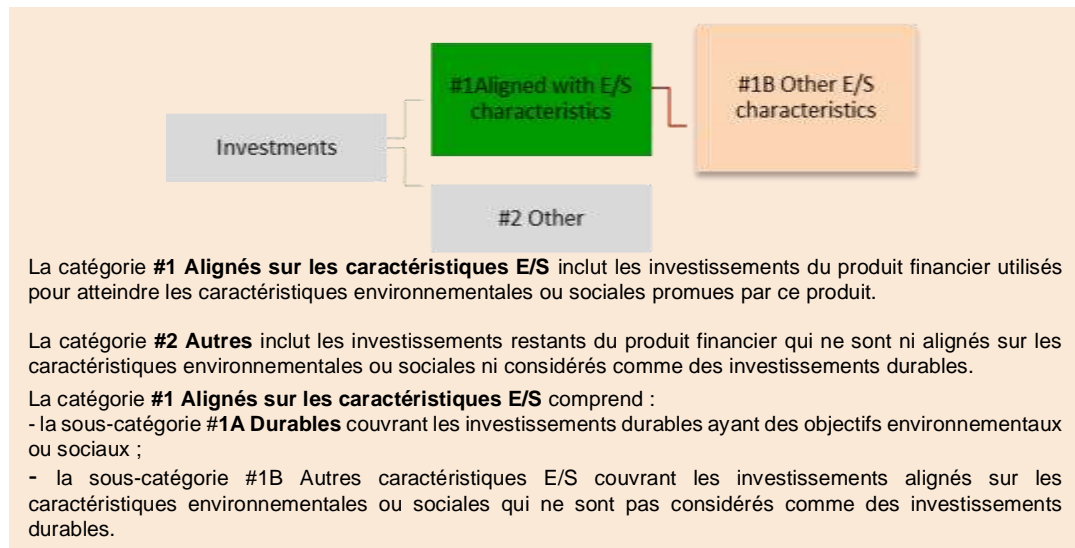 #1Aligned with E/S
characteristics
#1B Other E/S
characteristics
Investments
#2 Other
La catégorie #1 Alignés sur les caractéristiques E/S inclut les investissements du produit financier utilisés
pour atteindre les caractéristiques environnementales ou sociales promues par ce produit.
La catégorie #2 Autres inclut les investissements restants du produit financier qui ne sont ni alignés sur les
caractéristiques environnementales ou sociales ni considérés comme des investissements durables.
La catégorie #1 Alignés sur les caractéristiques E/S comprend :
- la sous-catégorie #1A Durables couvrant les investissements durables ayant des objectifs environnementaux
ou sociaux ;
- la sous-catégorie #1B Autres caractéristiques E/S couvrant les investissements alignés sur les
caractéristiques environnementales ou sociales qui ne sont pas considérés comme des investissements
durables.